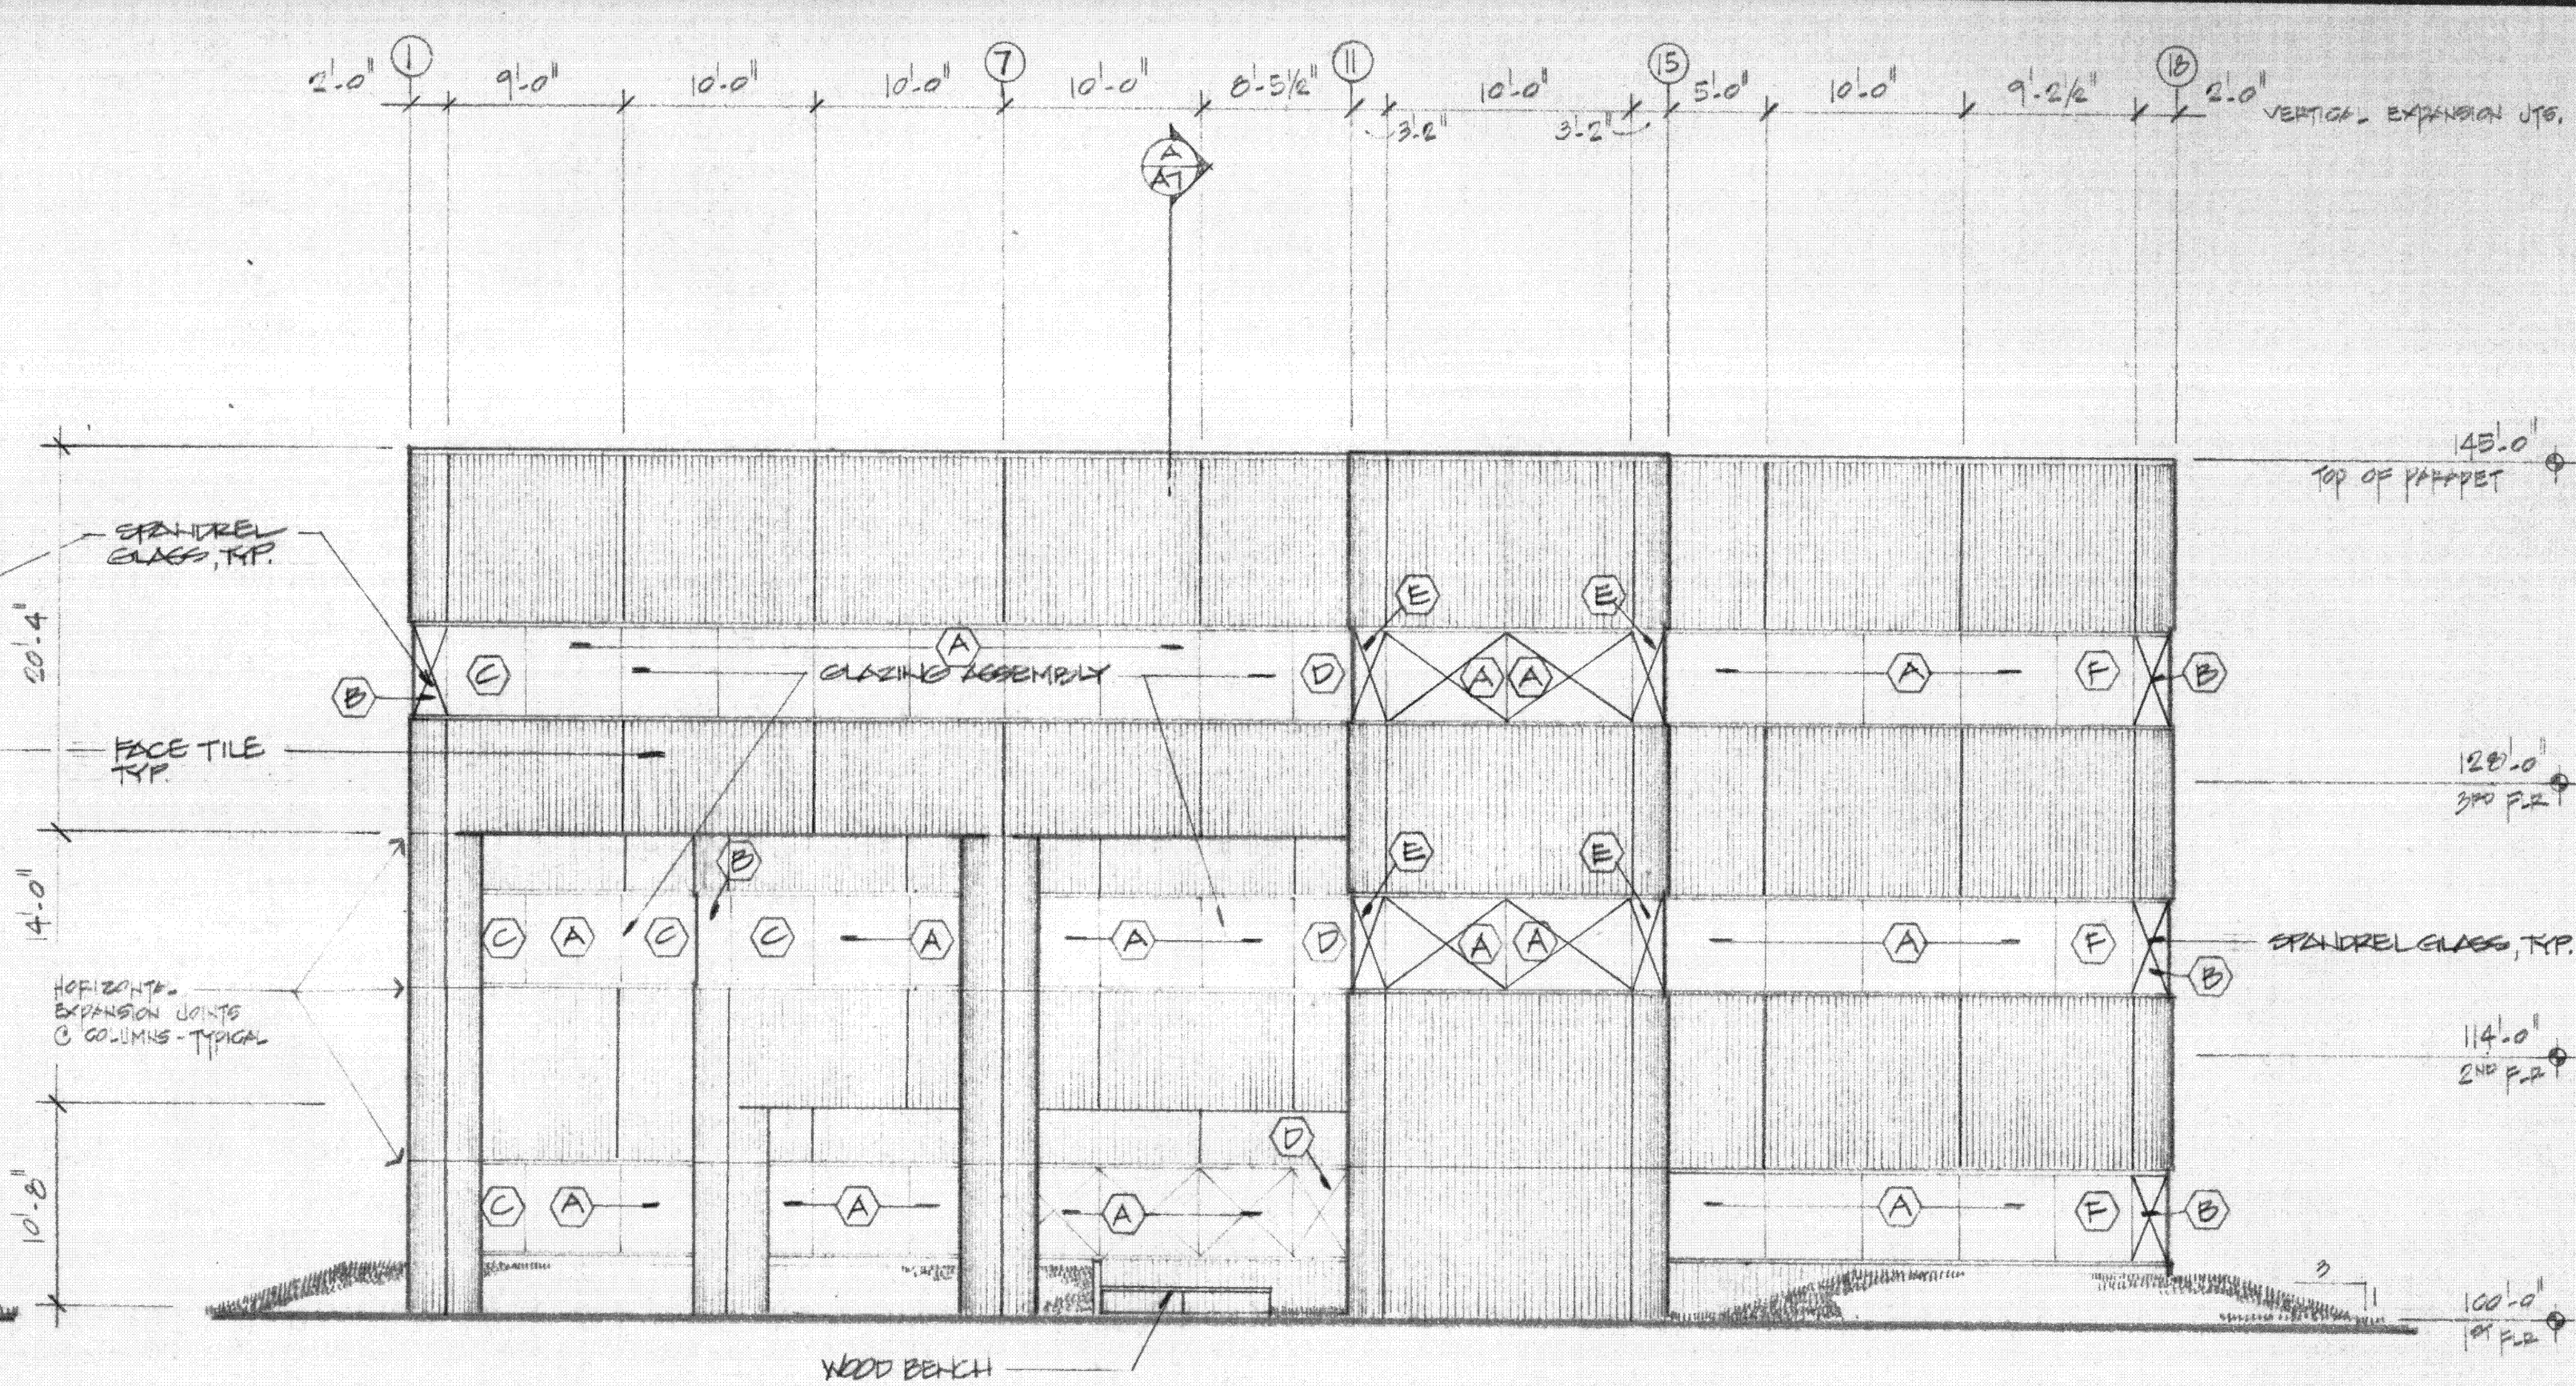 1 7 11 15 18
2'-0" 9'-0" 10'-0" 10'-0" 10'-0" 8'-5½" 10'-0" 5'-0" 10'-0" 9'-2½" 2'-0"
3'-2" 3'-2"
VERTICAL EXPANSION JTS.
A
A7
145'-0"
TOP OF PARAPET
SPANDREL
GLASS, TYP.
E E
20'-4"
A
B C GLAZING ASSEMBLY D A A A F B
FACE TILE
TYP.
128'-0"
3RD FLR
B E E
14'-0"
C A C C A A D A A A F
SPANDREL GLASS, TYP.
B
HORIZONTAL
EXPANSION JOINTS
@ COLUMNS - TYPICAL
114'-0"
2ND FLR
D
10'-8"
C A A A A F B
3
1
100'-0"
1ST FLR
WOOD BENCH